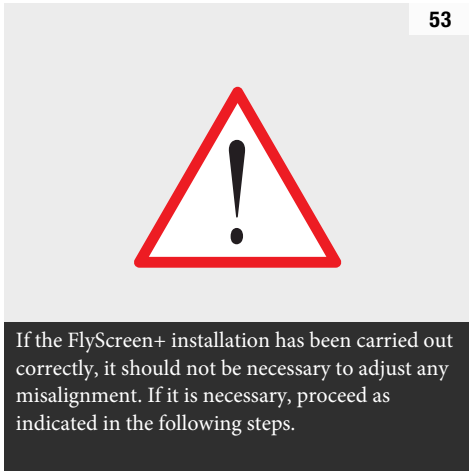 53
!
If the FlyScreen+ installation has been carried out
correctly, it should not be necessary to adjust any
misalignment. If it is necessary, proceed as
indicated in the following steps.